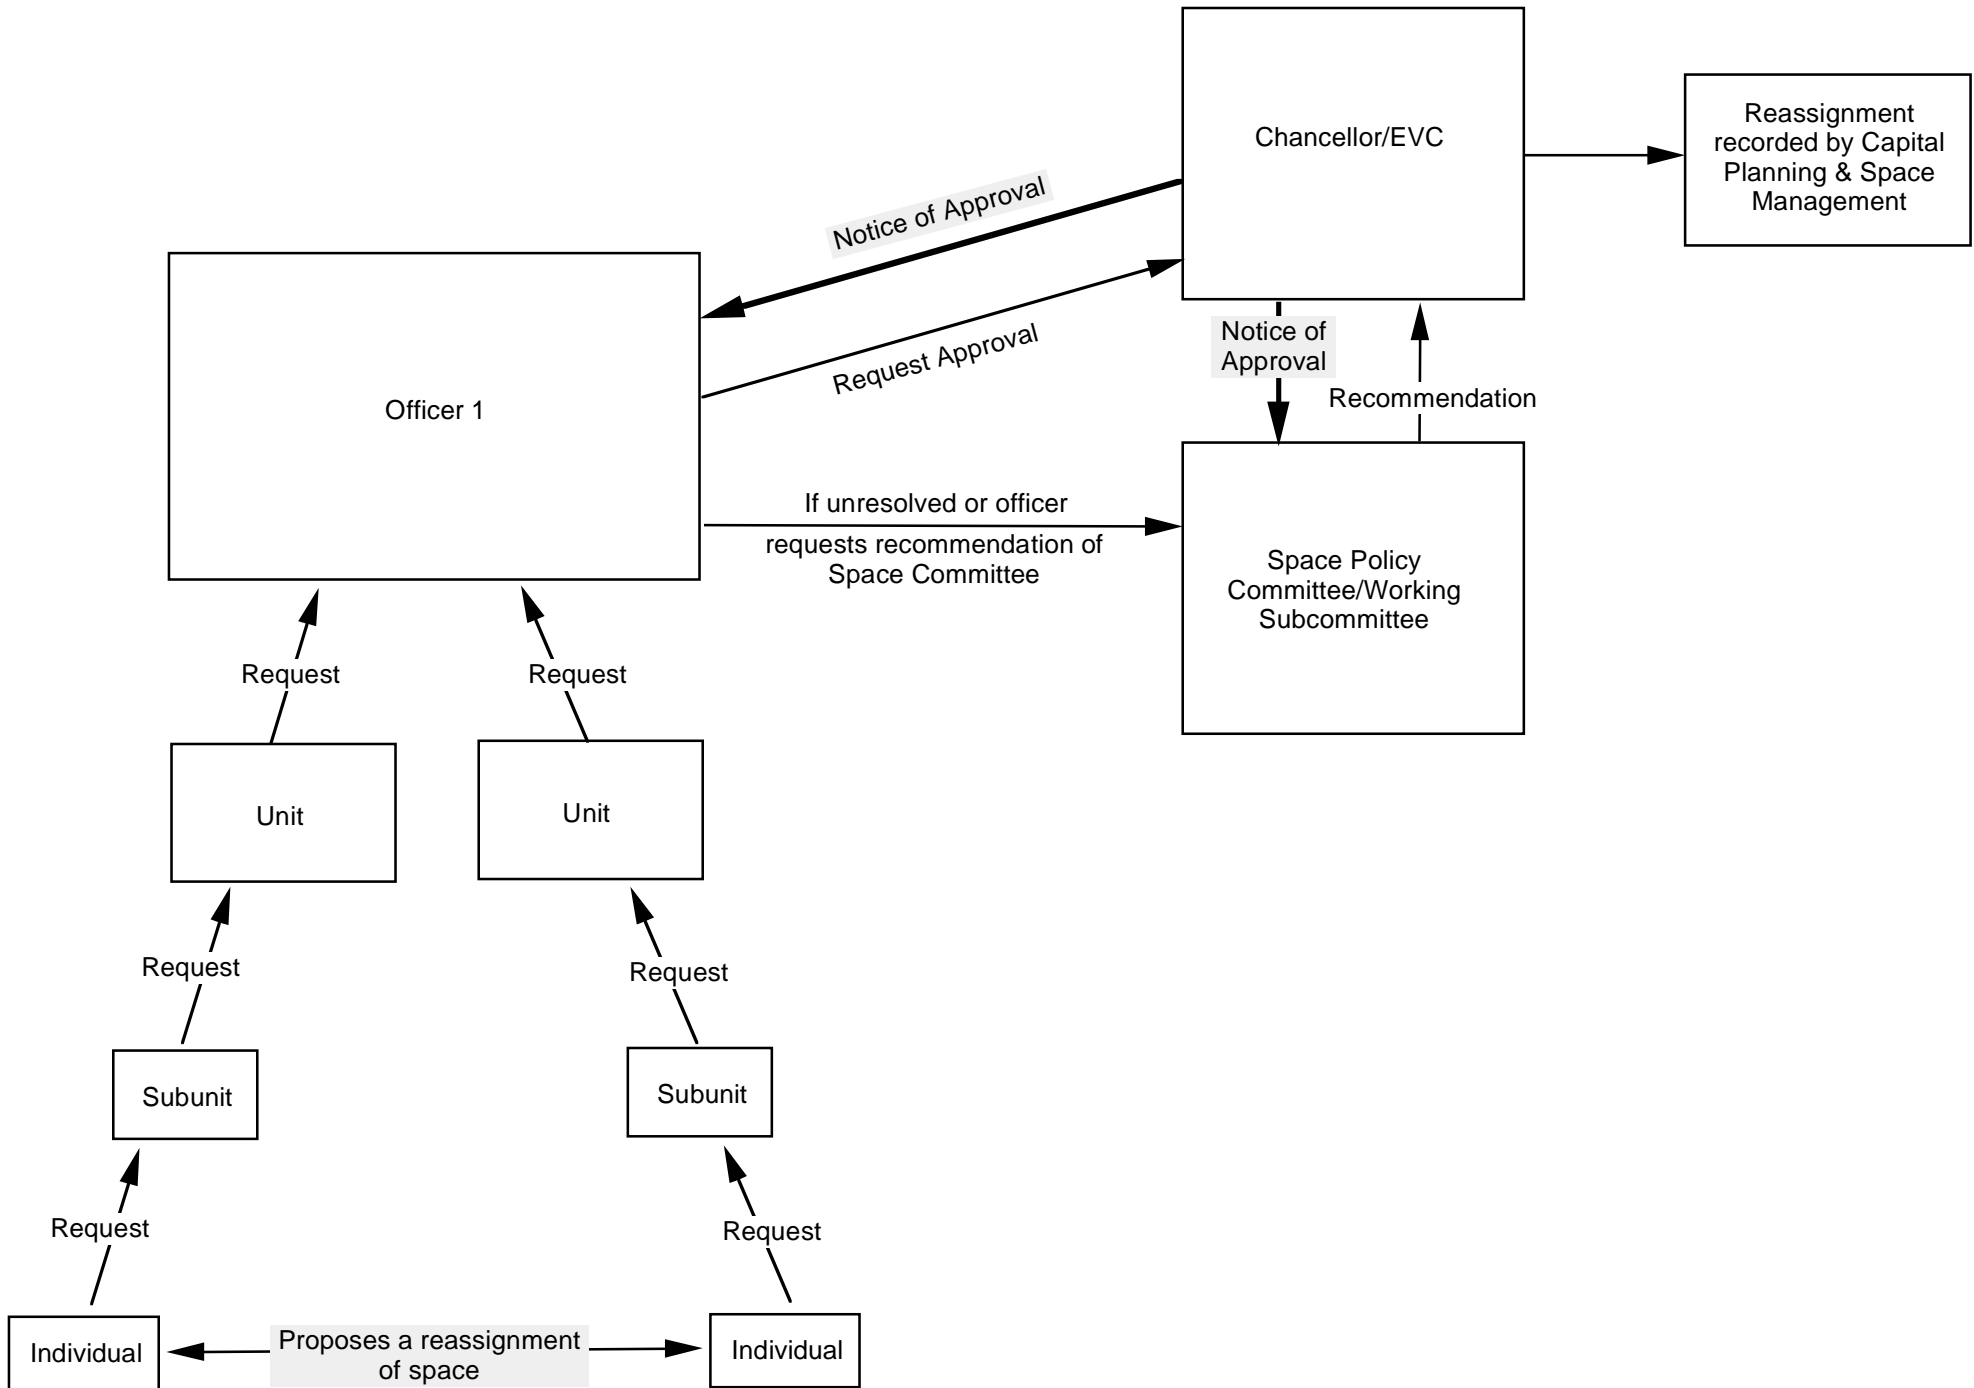 Chancellor/EVC
Reassignment
recorded by Capital
Planning & Space
Management
Notice of Approval
Request Approval
Notice of
Approval
Recommendation
Officer 1
If unresolved or officer
requests recommendation of
Space Committee
Space Policy
Committee/Working
Subcommittee
Request
Request
Unit
Unit
Request
Request
Subunit
Subunit
Request
Request
Individual
Proposes a reassignment
of space
Individual